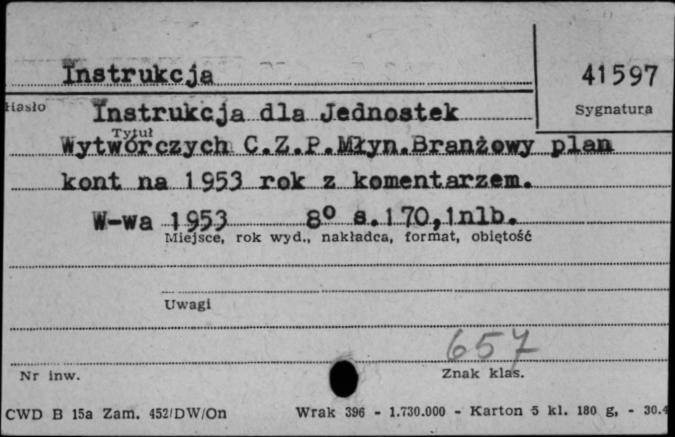 Instrukcja
41597
Hasło
Sygnatura
Instrukcja dla Jednostek
Tytuł
Wytwórczych C.Z.P.Młyn.Branżowy plan
kont na 1953 rok z komentarzem.
W-wa 1953 8° s.170,1nlb.
Miejsce, rok wyd., nakładca, format, objętość
Uwagi
657
Nr inw.
Znak klas.
CWD B 15a Zam. 452/DW/On Wrak 396 - 1.730.000 - Karton 5 kl. 180 g, - 30.4